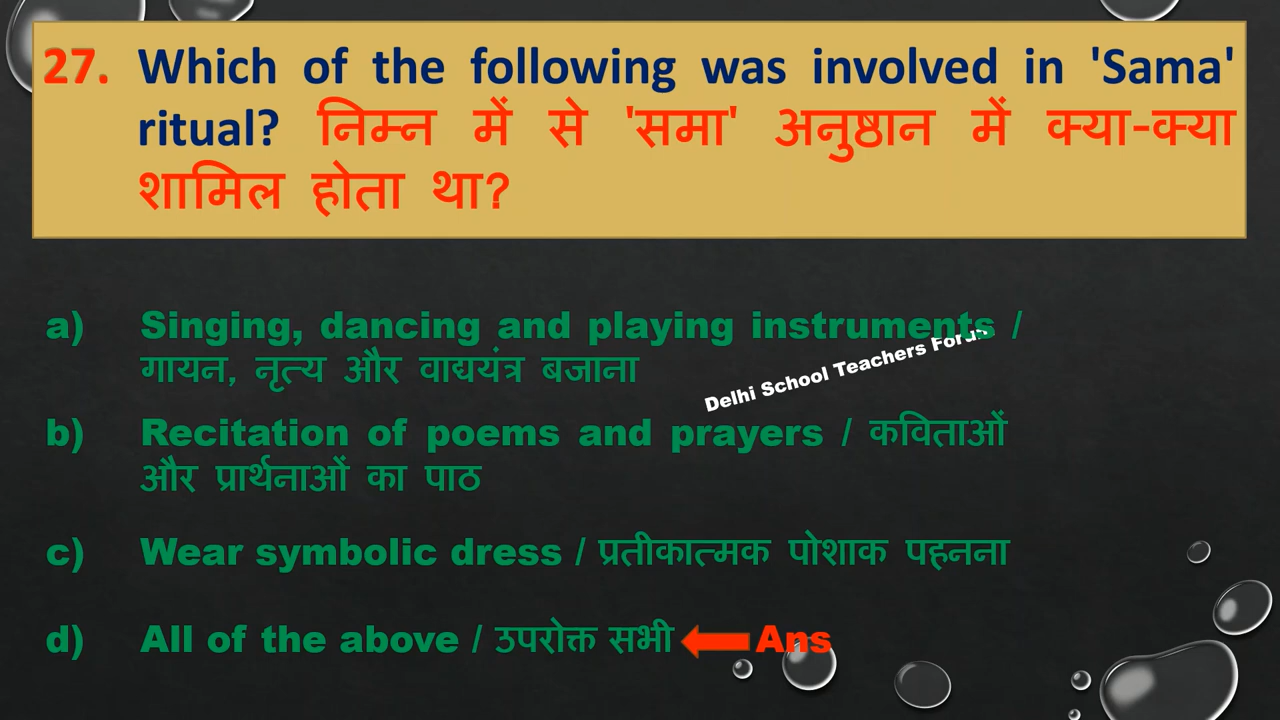 27. Which of the following was involved in 'Sama'
ritual? निम्न में से 'समा' अनुष्ठान में क्या-क्या
शामिल होता था?
a) Singing, dancing and playing instruments /
गायन, नृत्य और वाद्ययंत्र बजाना
Delhi School Teachers Forum
b) Recitation of poems and prayers / कविताओं
और प्रार्थनाओं का पाठ
c) Wear symbolic dress / प्रतीकात्मक पोशाक पहनना
d) All of the above / उपरोक्त सभी Ans